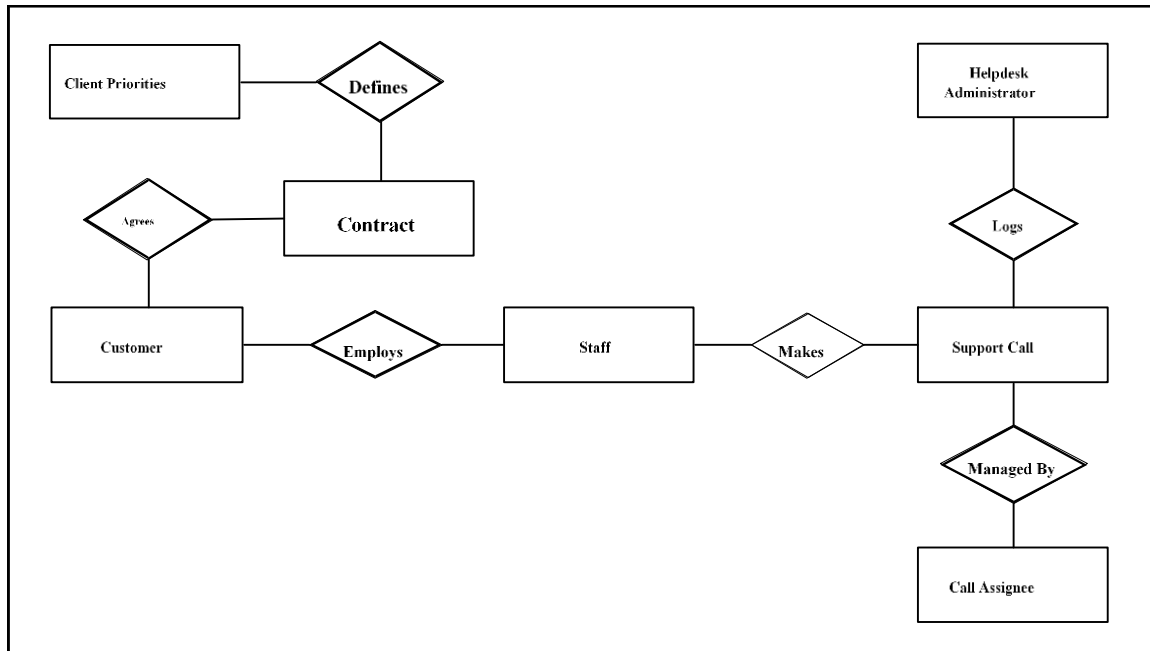 Client Priorities
Defines
Helpdesk
Administrator
Agrees
Contract
Logs
Customer
Employs
Staff
Makes
Support Call
Managed By
Call Assignee